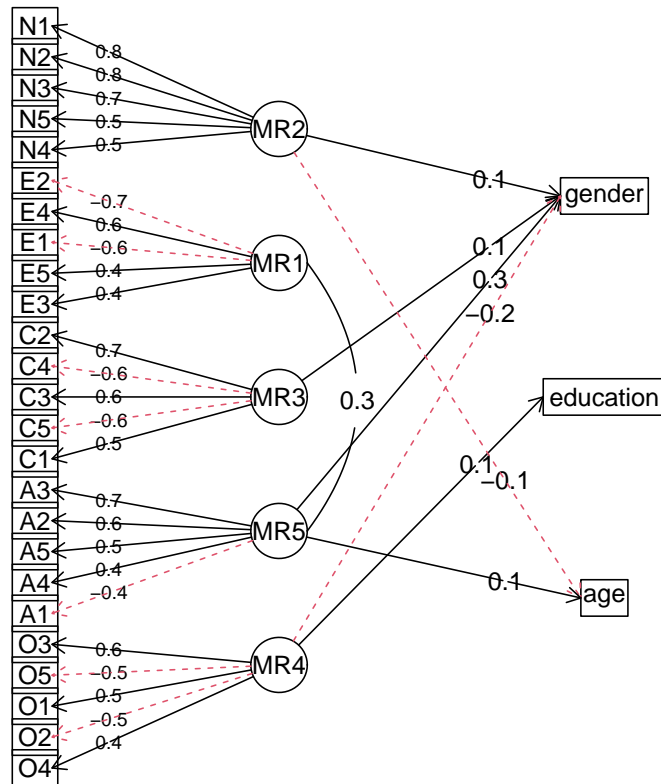 N1
N2
N3
N5
N4
E2
E4
E1
E5
E3
C2
C4
C3
C5
C1
A3
A2
A5
A4
A1
O3
O5
O1
O2
O4
0.8
0.8
0.7
0.5
0.5
−0.7
0.6
−0.6
0.4
0.4
0.7
−0.6
0.6
−0.6
0.5
0.7
0.6
0.5
0.4
−0.4
0.6
−0.5
0.5
−0.5
0.4
MR2
MR1
MR3
MR5
MR4
0.3
0.1
0.1
0.3
−0.2
0.1
−0.1
0.1
gender
education
age